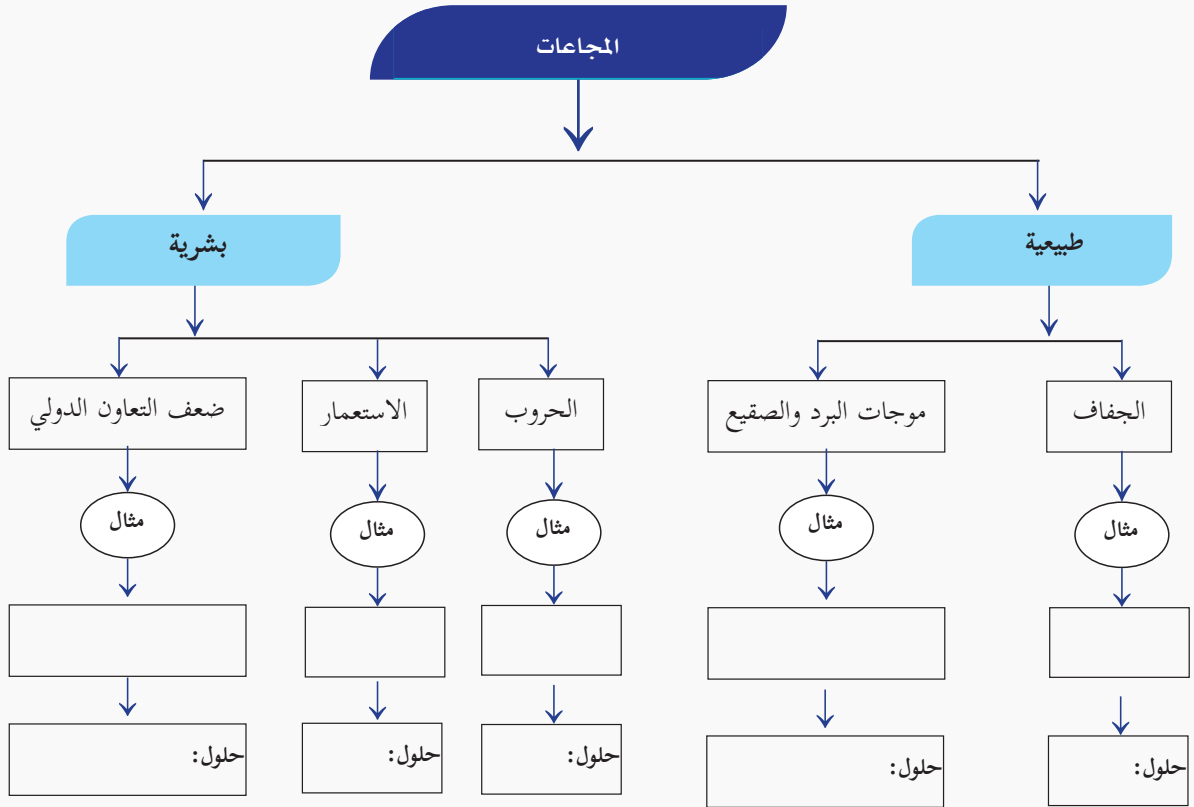 المجاعات
طبيعية
بشرية
الجفاف
موجات البرد والصقيع
الحروب
الاستعمار
ضعف التعاون الدولي
مثال
مثال
مثال
مثال
مثال
حلول:
حلول:
حلول:
حلول:
حلول: